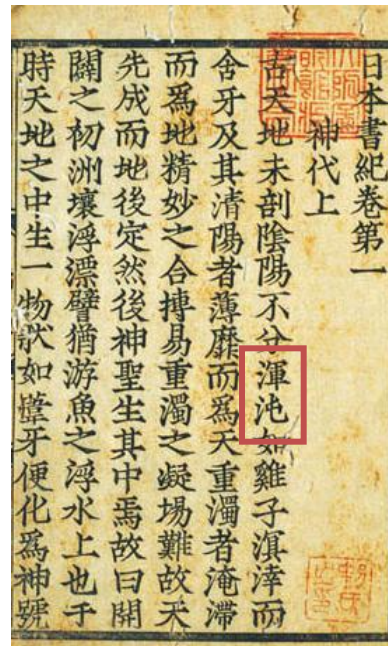 日本書紀巻第一
神代上
古天地未剖陰陽不分渾沌如雞子溟涬而
含牙及其清陽者薄靡而為天重濁者淹滯
而為地精妙之合搏易重濁之凝場難故天
先成而地後定然後神聖生其中焉故曰開
闢之初洲壤浮漂譬猶游魚之浮水上也于
時天地之中生一物狀如葦牙便化為神號